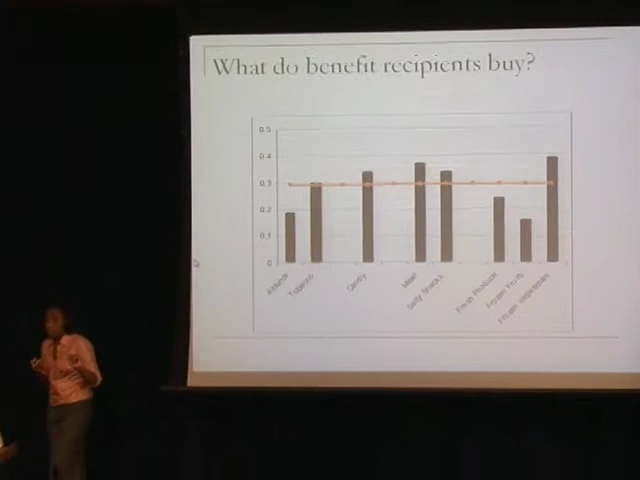 What do benefit recipients buy?
0.5
0.4
0.3
0.2
0.1
0
Tobacco
Candy
Meat
Salty Snacks
Fresh Produce
Frozen Fruits
Frozen Vegetables